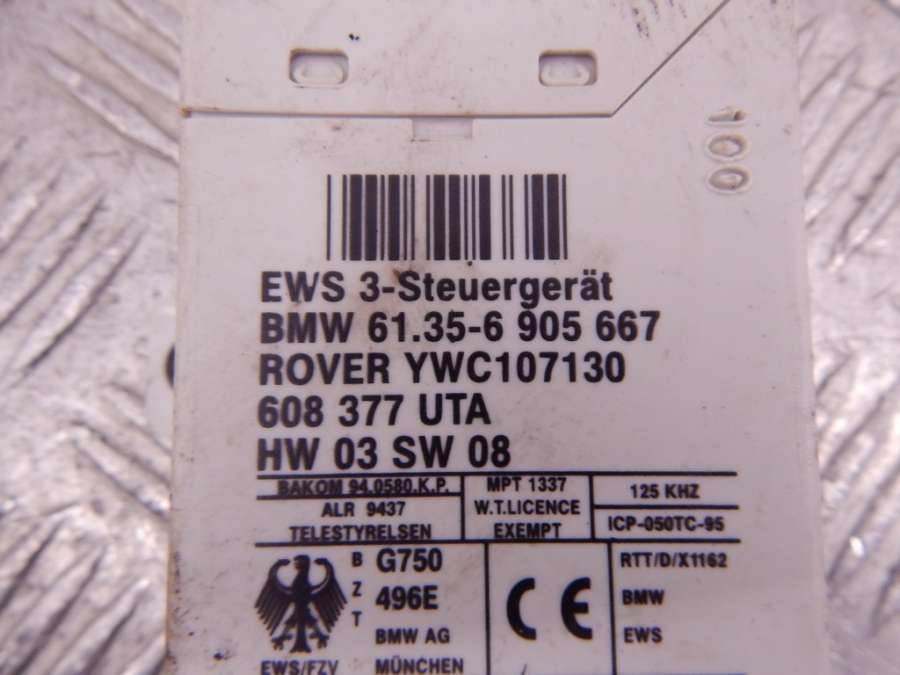 100
EWS 3-Steuergerät
BMW 61.35-6 905 667
ROVER YWC107130
608 377 UTA
HW 03 SW 08
BAKOM 94.0580.K.P.
ALR 9437
TELESTYRELSEN
MPT 1337
W.T.LICENCE
EXEMPT
125 KHZ
ICP-050TC-95
BZT
G750
496E
BMW AG
MÜNCHEN
EWS/FZV
CE
RTT/D/X1162
BMW
EWS